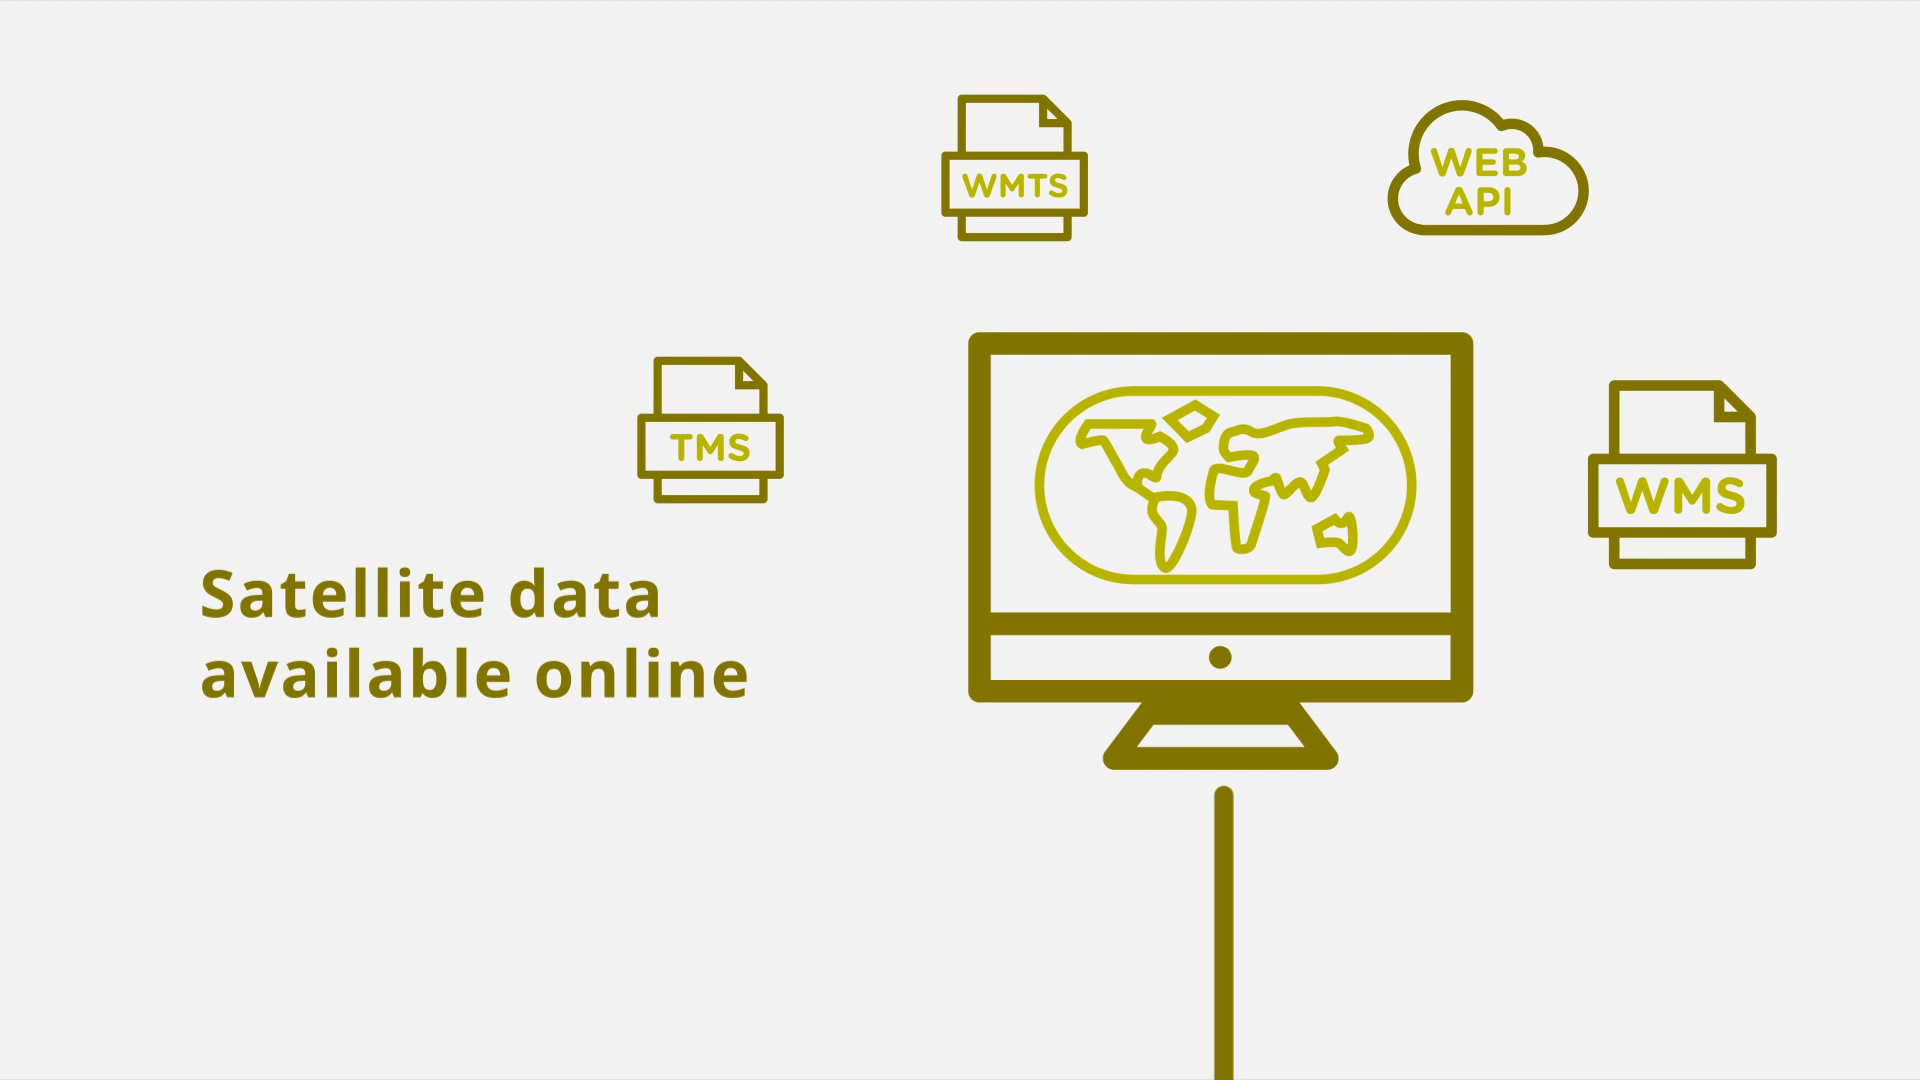 WMTS
WEB
API
TMS
WMS
Satellite data
available online